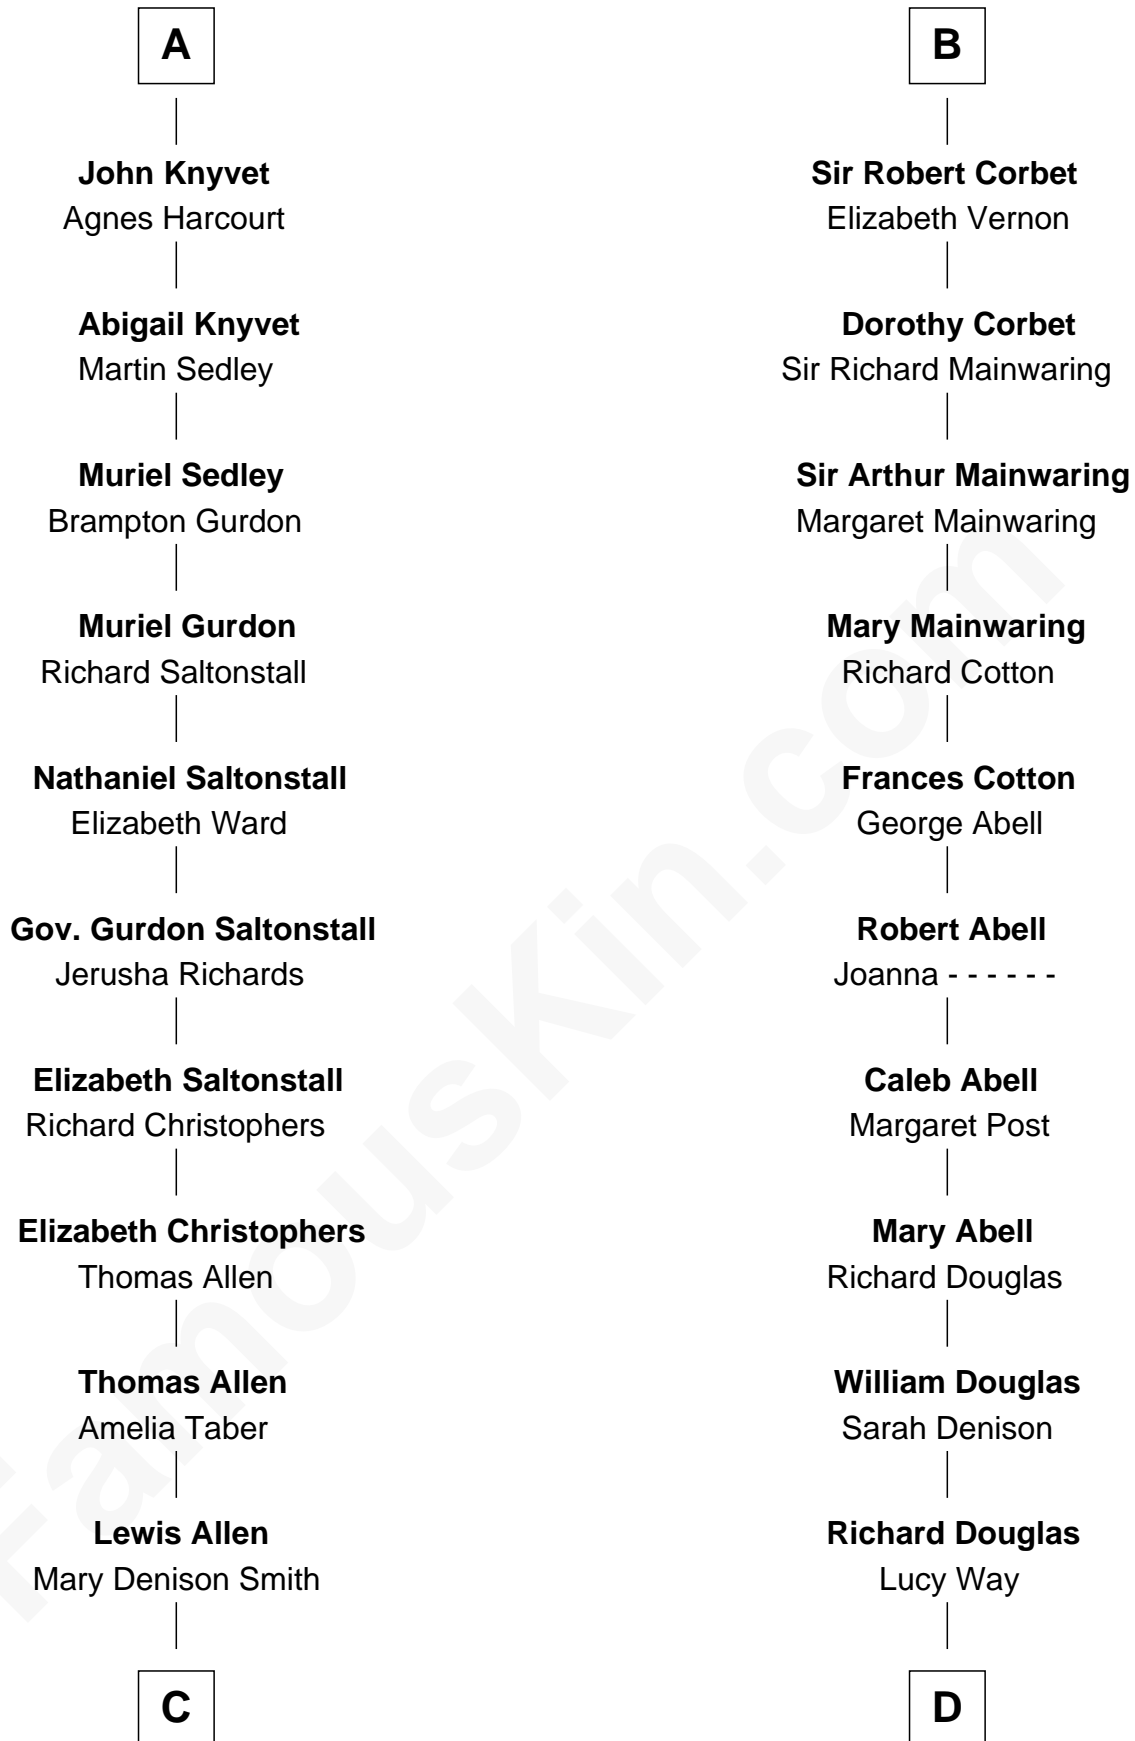 A
John Knyvet
Agnes Harcourt
Abigail Knyvet
Martin Sedley
Muriel Sedley
Brampton Gurdon
Muriel Gurdon
Richard Saltonstall
Nathaniel Saltonstall
Elizabeth Ward
Gov. Gurdon Saltonstall
Jerusha Richards
Elizabeth Saltonstall
Richard Christophers
Elizabeth Christophers
Thomas Allen
Thomas Allen
Amelia Taber
Lewis Allen
Mary Denison Smith
C
B
Sir Robert Corbet
Elizabeth Vernon
Dorothy Corbet
Sir Richard Mainwaring
Sir Arthur Mainwaring
Margaret Mainwaring
Mary Mainwaring
Richard Cotton
Frances Cotton
George Abell
Robert Abell
Joanna - - - - - -
Caleb Abell
Margaret Post
Mary Abell
Richard Douglas
William Douglas
Sarah Denison
Richard Douglas
Lucy Way
D
FamousKin.com